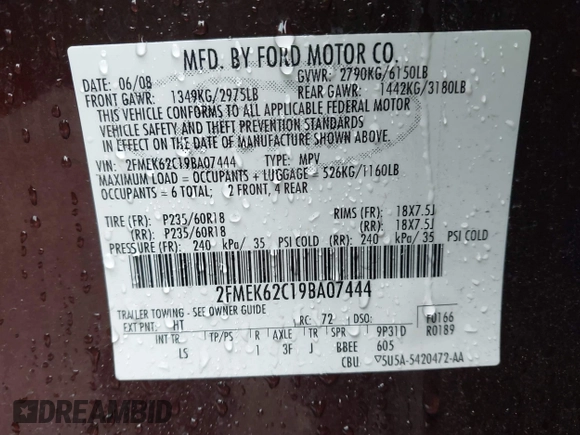 MFD. BY FORD MOTOR CO.
DATE: 06/08 GVWR: 2790KG/6150LB
FRONT GAWR: 1349KG/2975LB REAR GAWR: 1442KG/3180LB
THIS VEHICLE CONFORMS TO ALL APPLICABLE FEDERAL MOTOR
VEHICLE SAFETY AND THEFT PREVENTION STANDARDS
IN EFFECT ON THE DATE OF MANUFACTURE SHOWN ABOVE.
VIN: 2FMEK62C19BA07444 TYPE: MPV
MAXIMUM LOAD = OCCUPANTS + LUGGAGE = 526KG/1160LB
OCCUPANTS: 6 TOTAL; 2 FRONT, 4 REAR
TIRE (FR): P235/60R18 RIMS (FR): 18X7.5J
(RR): P235/60R18 (RR): 18X7.5J
PRESSURE (FR): 240 kPa/ 35 PSI COLD (RR): 240 kPa/ 35 PSI COLD
2FMEK62C19BA07444
TRAILER TOWING - SEE OWNER GUIDE
EXT PNT: HT RC: 72 DSO: F0166
INT TR TP/PS R AXLE TR SPR 9P31D R0189
LS 1 3F J BBEE 605
CBU 5U5A-5420472-AA
DREAMBID